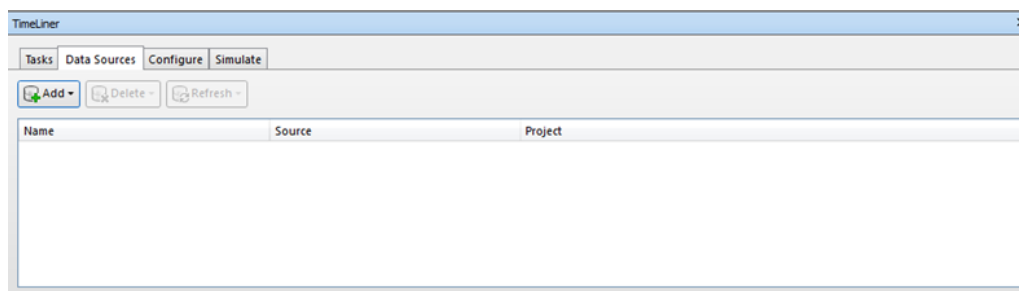 TimeLiner
Tasks Data Sources Configure Simulate
Add Delete Refresh
Name Source Project